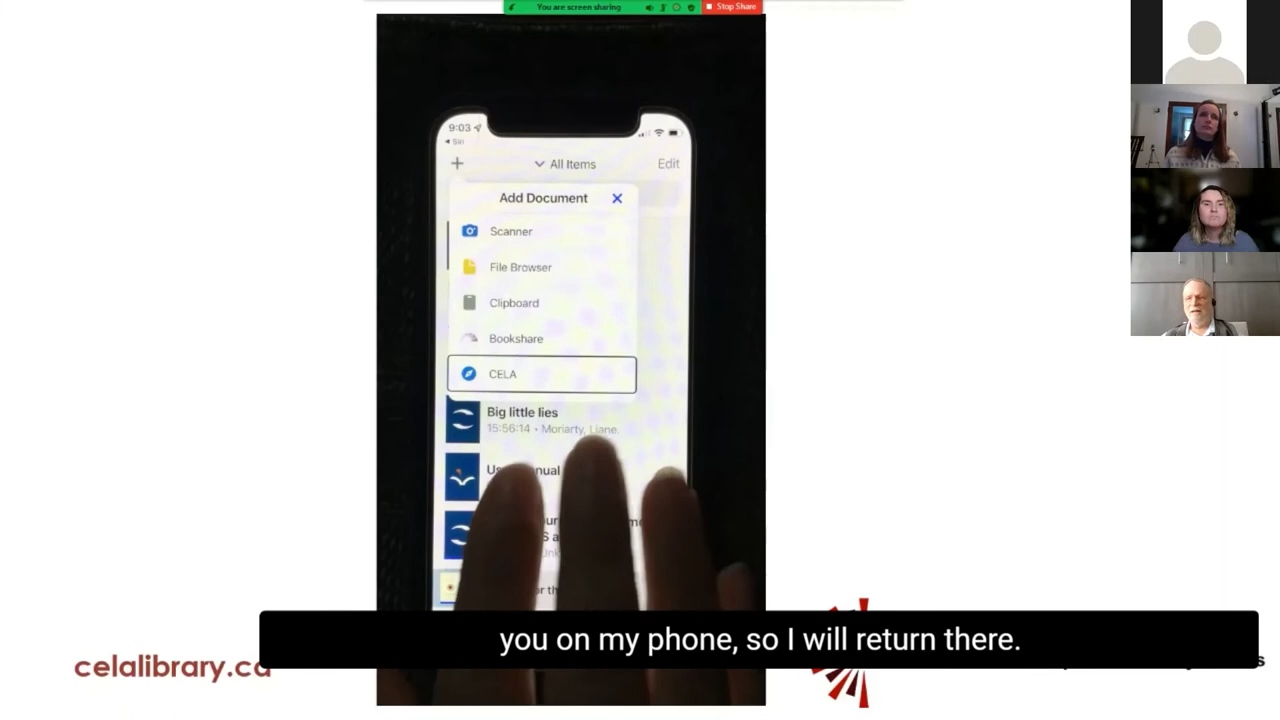 You are screen sharing
Stop Share
9:03
Siri
All Items
Edit
Add Document
Scanner
File Browser
Clipboard
Bookshare
CELA
Big little lies
15:56:14 • Moriarty, Liane.
you on my phone, so I will return there.
celalibrary.ca